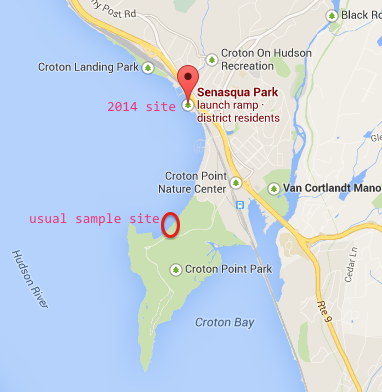 ny Post Rd
Black Ro
Croton On Hudson
Recreation
Croton Landing Park
Senasqua Park
launch ramp ·
district residents
2014 site
Croton Point
Nature Center
Van Cortlandt Mano
usual sample site
Croton Point Park
Hudson River
Croton Bay
Rte 9
Cedar Ln